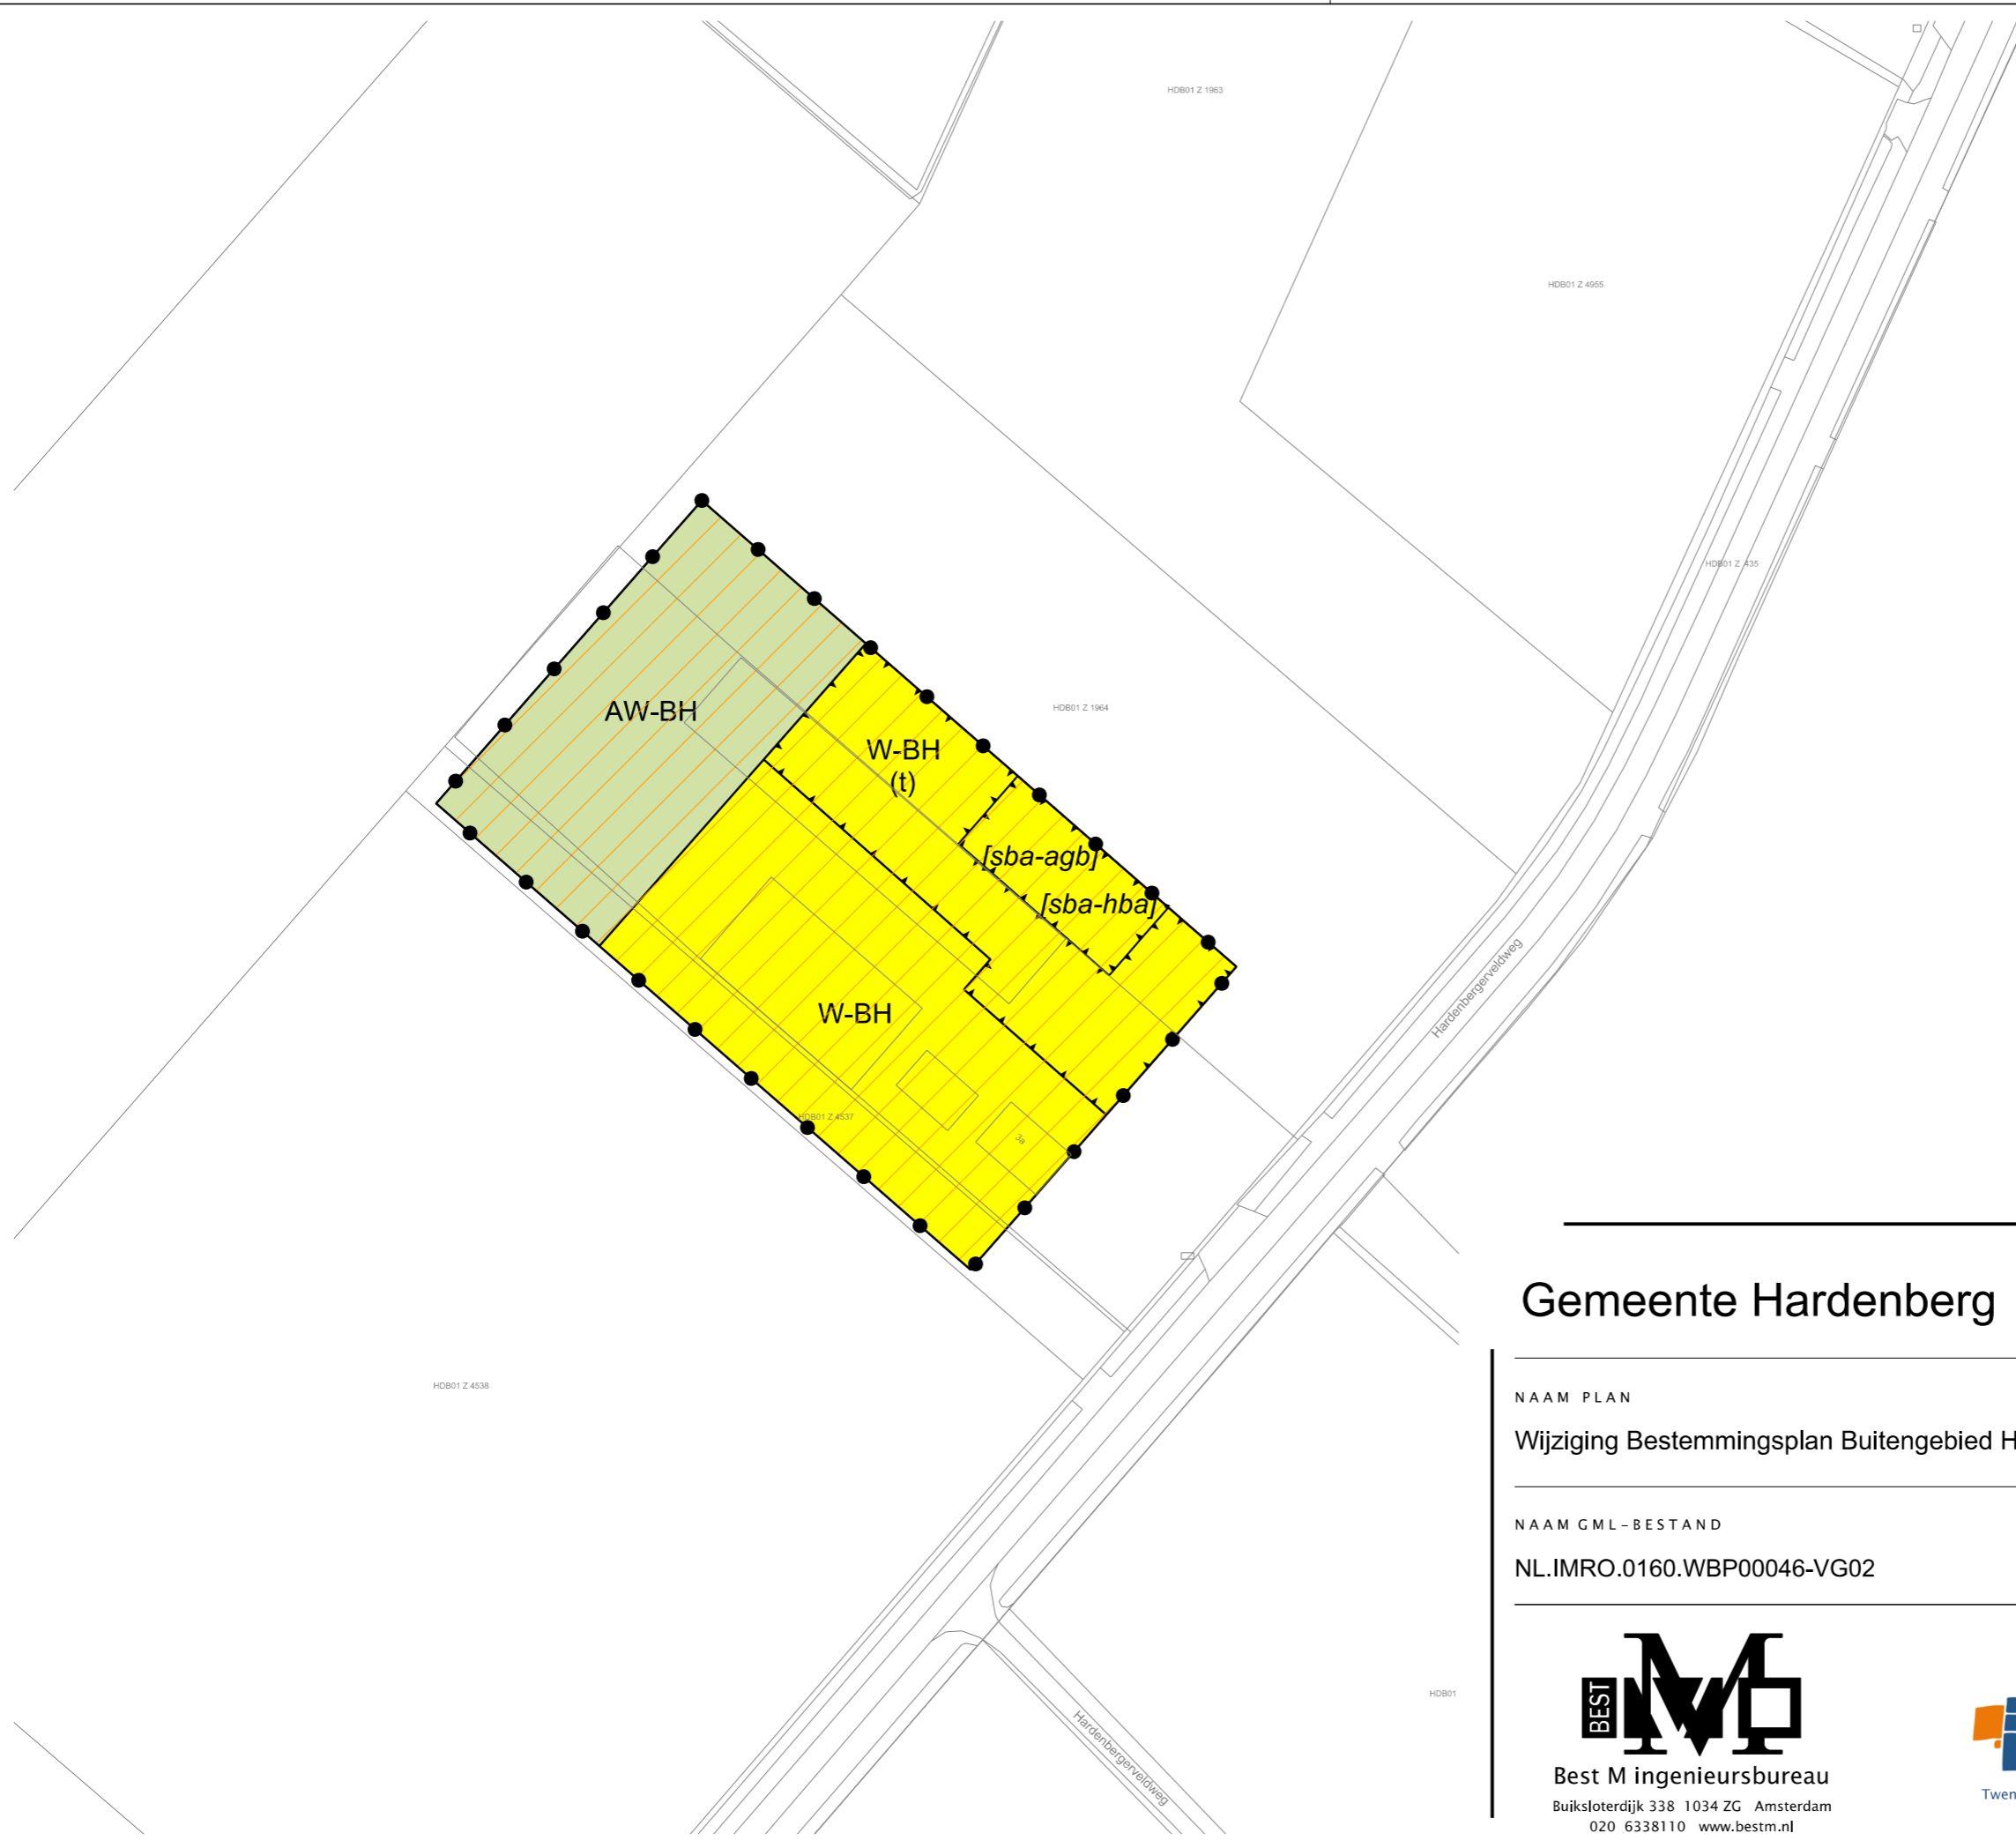 HDB01 Z 1963
HDB01 Z 4955
HDB01 Z 435
HDB01 Z 1964
AW-BH
W-BH
(t)
[sba-agb]
[sba-hba]
Hardenbergerveldweg
W-BH
HDB01 Z 4537
3a
HDB01 Z 4538
HDB01
Hardenbergerveldweg
Gemeente Hardenberg
NAAM PLAN
Wijziging Bestemmingsplan Buitengebied H
NAAM GML-BESTAND
NL.IMRO.0160.WBP00046-VG02
BEST
M
Best M ingenieursbureau
Buiksloterdijk 338 1034 ZG Amsterdam
020 6338110 www.bestm.nl
Twen